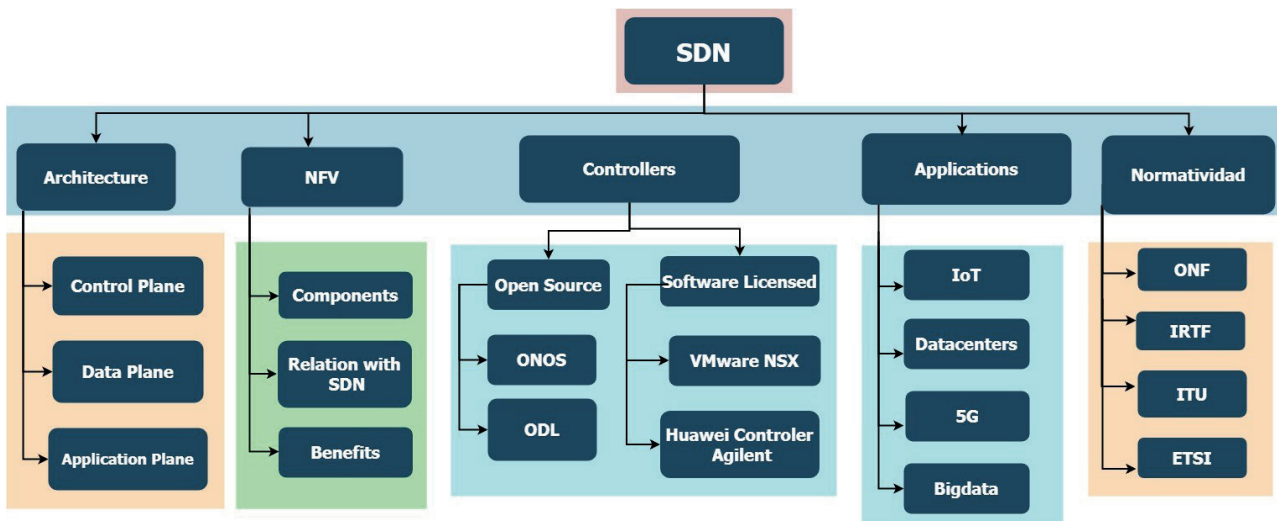 SDN
Architecture
NFV
Controllers
Applications
Normatividad
Control Plane
Data Plane
Application Plane
Components
Relation with
SDN
Benefits
Open Source
ONOS
ODL
Software Licensed
VMware NSX
Huawei Controler
Agilent
IoT
Datacenters
5G
Bigdata
ONF
IRTF
ITU
ETSI